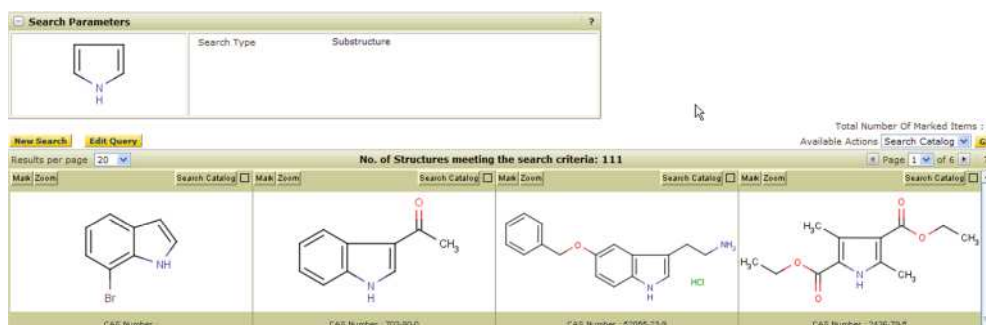 Search Parameters ?
Search Type Substructure
N
H
Total Number Of Marked Items :
New Search Edit Query Available Actions Search Catalog G
Results per page 20 No. of Structures meeting the search criteria: 111 Page 1 of 6
Mark Zoom Search Catalog Mark Zoom Search Catalog Mark Zoom Search Catalog Mark Zoom Search Catalog
NH
Br
O
CH3
N
H
O
NH2
N
H
HCl
O
H3C
O
CH3
H3C
O
O
N
H
CH3
CAS Number :